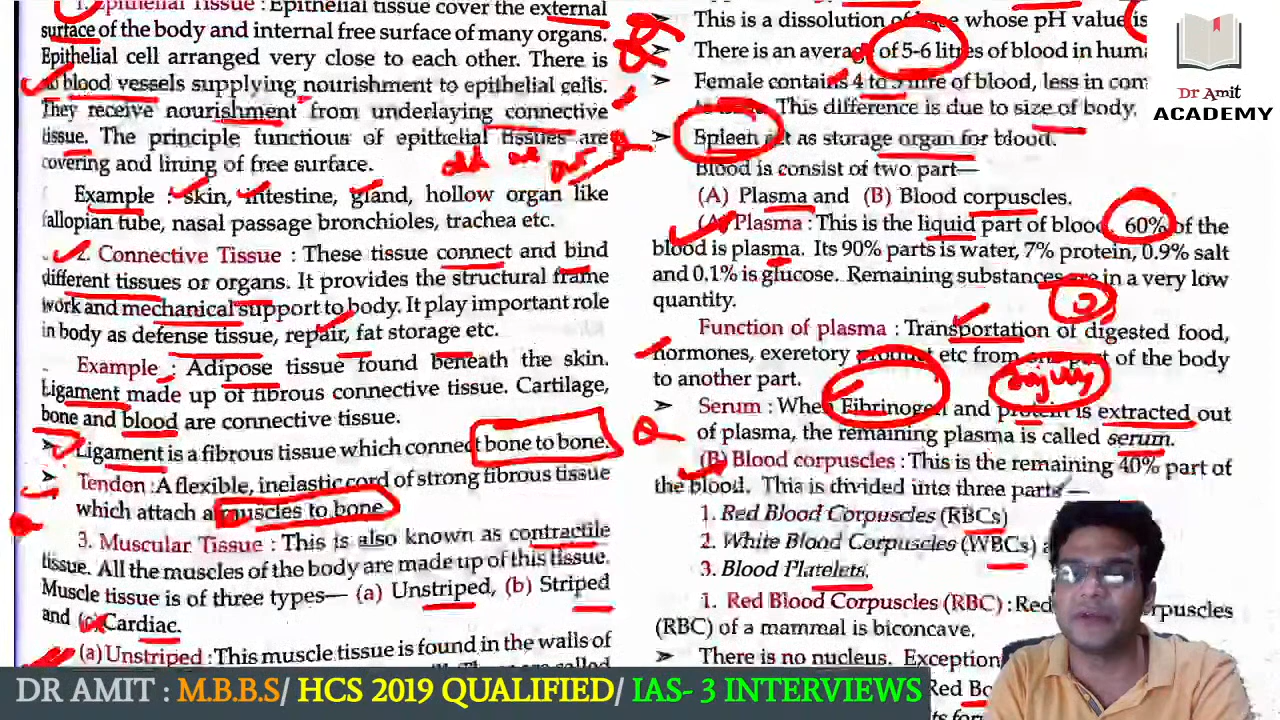 1. Epithelial Tissue : Epithelial tissue cover the external
surface of the body and internal free surface of many organs.
Epithelial cell arranged very close to each other. There is
no blood vessels supplying nourishment to epithelial cells.
They receive nourishment from underlaying connective
tissue. The principle functions of epithelial tissues are
covering and lining of free surface.
Example : skin, intestine, gland, hollow organ like
fallopian tube, nasal passage bronchioles, trachea etc.
2. Connective Tissue : These tissue connect and bind
different tissues or organs. It provides the structural frame
work and mechanical support to body. It play important role
in body as defense tissue, repair, fat storage etc.
Example : Adipose tissue found beneath the skin.
Ligament made up of fibrous connective tissue. Cartilage,
bone and blood are connective tissue.
➤ Ligament is a fibrous tissue which connect bone to bone.
➤ Tendon : A flexible, inelastic cord of strong fibrous tissue
which attach a muscles to bone
3. Muscular Tissue : This is also known as contractile
tissue. All the muscles of the body are made up of this tissue.
Muscle tissue is of three types— (a) Unstriped, (b) Striped
and (c) Cardiac.
(a) Unstriped : This muscle tissue is found in the walls of
This is a dissolution of whose pH value is
➤ There is an average of 5-6 litres of blood in huma
➤ Female contains 4 to 5 litre of blood, less in com
This difference is due to size of body.
➤ Spleen act as storage organ for blood.
Blood is consist of two part—
(A) Plasma and (B) Blood corpuscles.
(A) Plasma : This is the liquid part of blood. 60% of the
blood is plasma. Its 90% parts is water, 7% protein, 0.9% salt
and 0.1% is glucose. Remaining substances are in a very low
quantity.
Function of plasma : Transportation of digested food,
hormones, exeretory product etc from one part of the body
to another part.
➤ Serum : When Fibrinogen and protein is extracted out
of plasma, the remaining plasma is called serum.
(B) Blood corpuscles : This is the remaining 40% part of
the blood. This is divided into three parts—
1. Red Blood Corpuscles (RBCs)
2. White Blood Corpuscles (WBCs) a
3. Blood Platelets.
1. Red Blood Corpuscles (RBC) : Red rpuscles
(RBC) of a mammal is biconcave.
➤ There is no nucleus. Exception
Red Bo
Dr Amit
ACADEMY
DR AMIT : M.B.B.S/ HCS 2019 QUALIFIED/ IAS- 3 INTERVIEWS